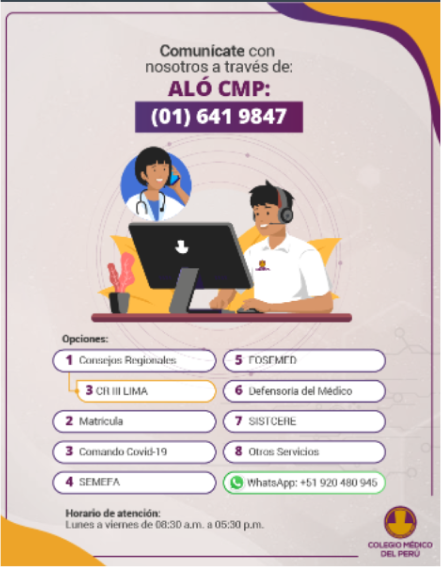 Comunícate con
nosotros a través de:
ALÓ CMP:
(01) 641 9847
Opciones:
1 Consejos Regionales
3 CR III LIMA
2 Matricula
3 Comando Covid-19
4 SEMEFA
5 FOSEMED
6 Defensoría del Médico
7 SISTCERE
8 Otros Servicios
WhatsApp: +51 920 480 945
Horario de atención:
Lunes a viernes de 08:30 a.m. a 05:30 p.m.
COLEGIO MÉDICO
DEL PERÚ